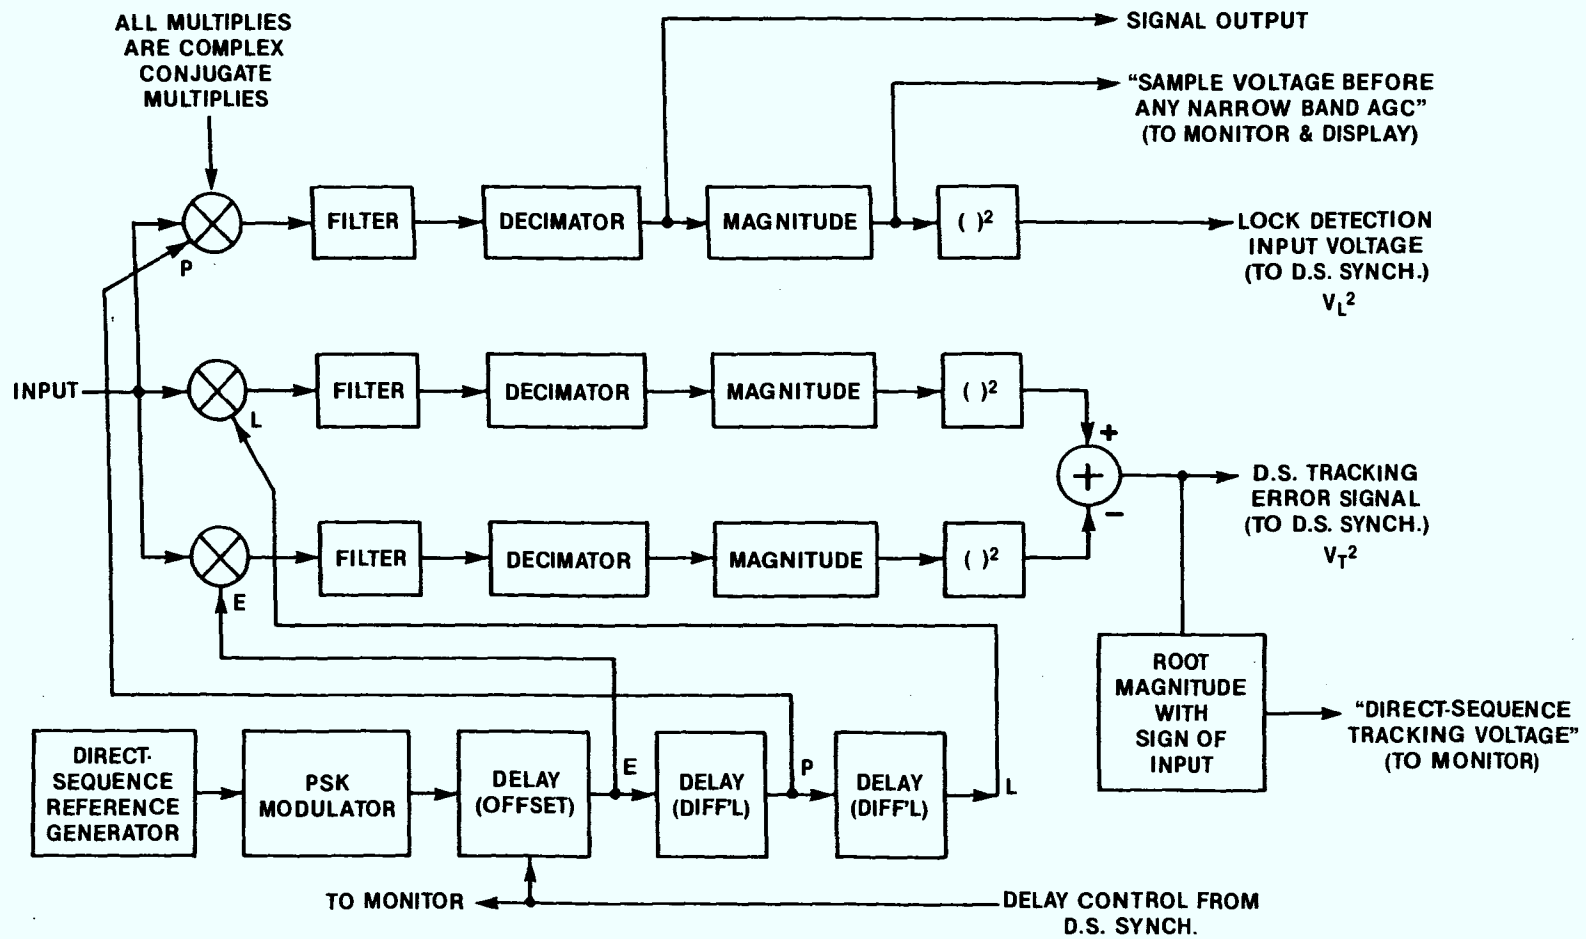 ALL MULTIPLIES
ARE COMPLEX
CONJUGATE
MULTIPLIES
SIGNAL OUTPUT
“SAMPLE VOLTAGE BEFORE
ANY NARROW BAND AGC”
(TO MONITOR & DISPLAY)
P
FILTER
DECIMATOR
MAGNITUDE
( )²
LOCK DETECTION
INPUT VOLTAGE
(TO D.S. SYNCH.)
V_L²
INPUT
L
FILTER
DECIMATOR
MAGNITUDE
( )²
+
+
−
D.S. TRACKING
ERROR SIGNAL
(TO D.S. SYNCH.)
V_T²
E
FILTER
DECIMATOR
MAGNITUDE
( )²
ROOT
MAGNITUDE
WITH
SIGN OF
INPUT
“DIRECT-SEQUENCE
TRACKING VOLTAGE”
(TO MONITOR)
DIRECT-
SEQUENCE
REFERENCE
GENERATOR
PSK
MODULATOR
DELAY
(OFFSET)
E
DELAY
(DIFF'L)
P
DELAY
(DIFF'L)
L
TO MONITOR
DELAY CONTROL FROM
D.S. SYNCH.